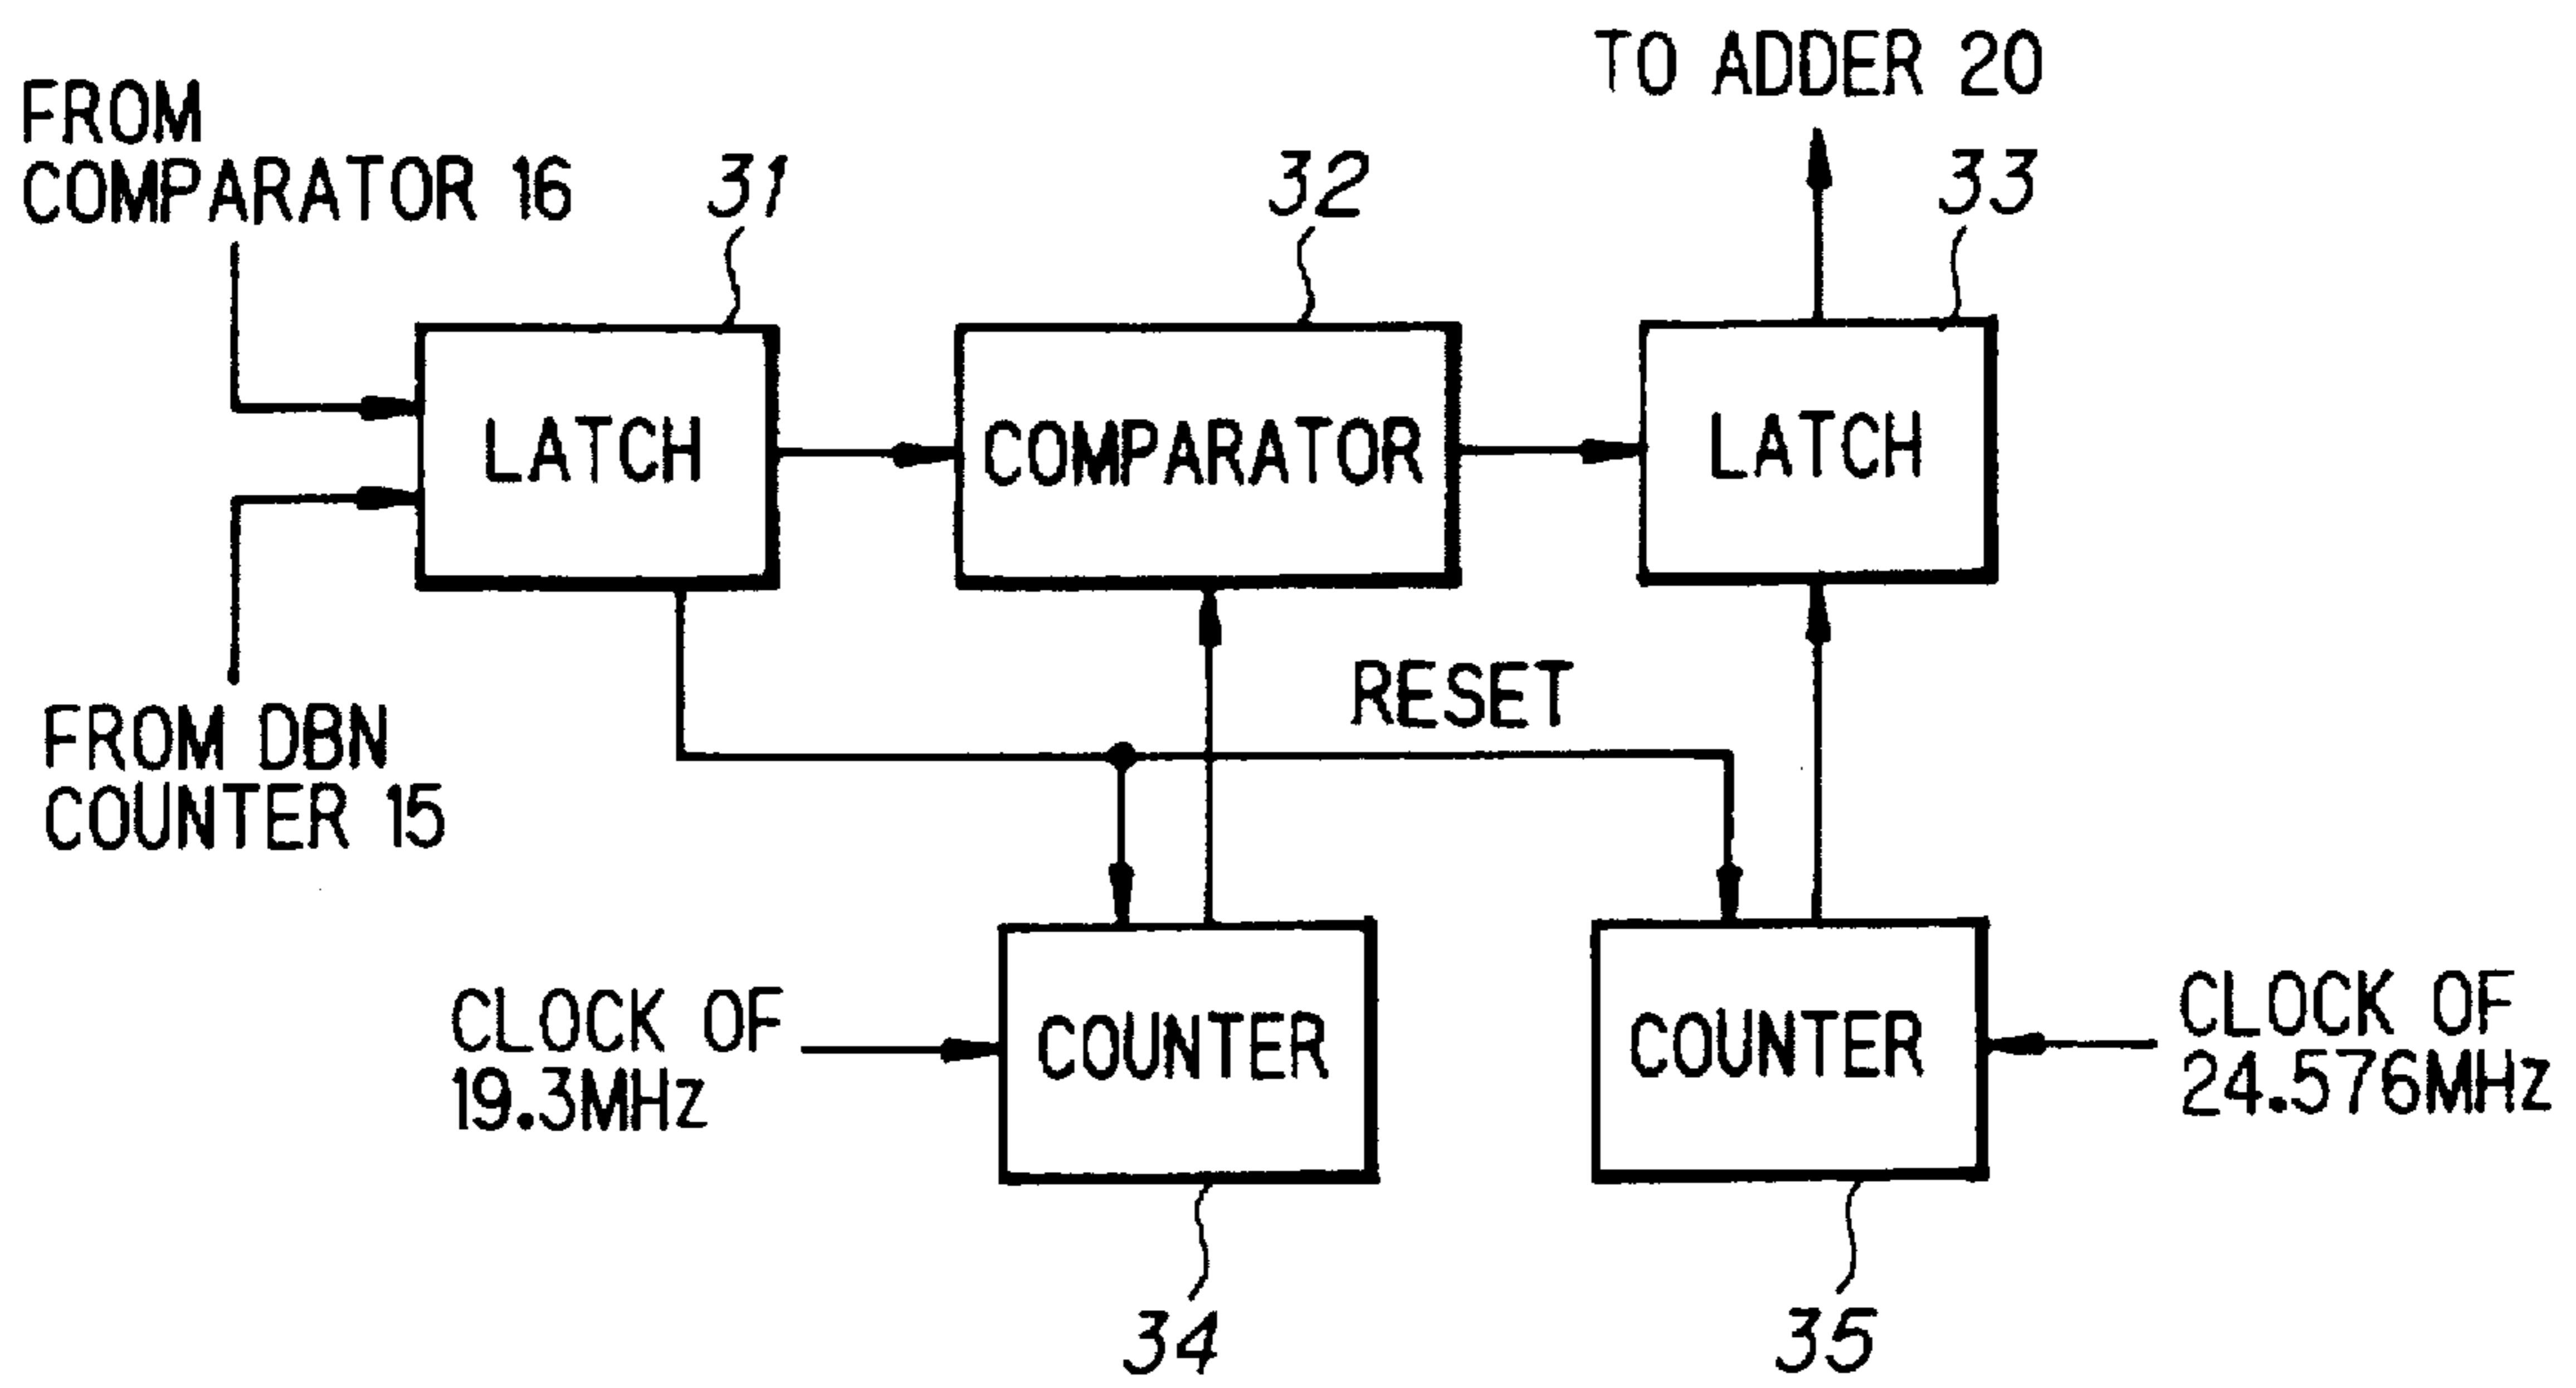 TO ADDER 20
FROM
COMPARATOR 16
31
32
33
LATCH
COMPARATOR
LATCH
RESET
FROM DBN
COUNTER 15
CLOCK OF
19.3MHz
COUNTER
COUNTER
CLOCK OF
24.576MHz
34
35